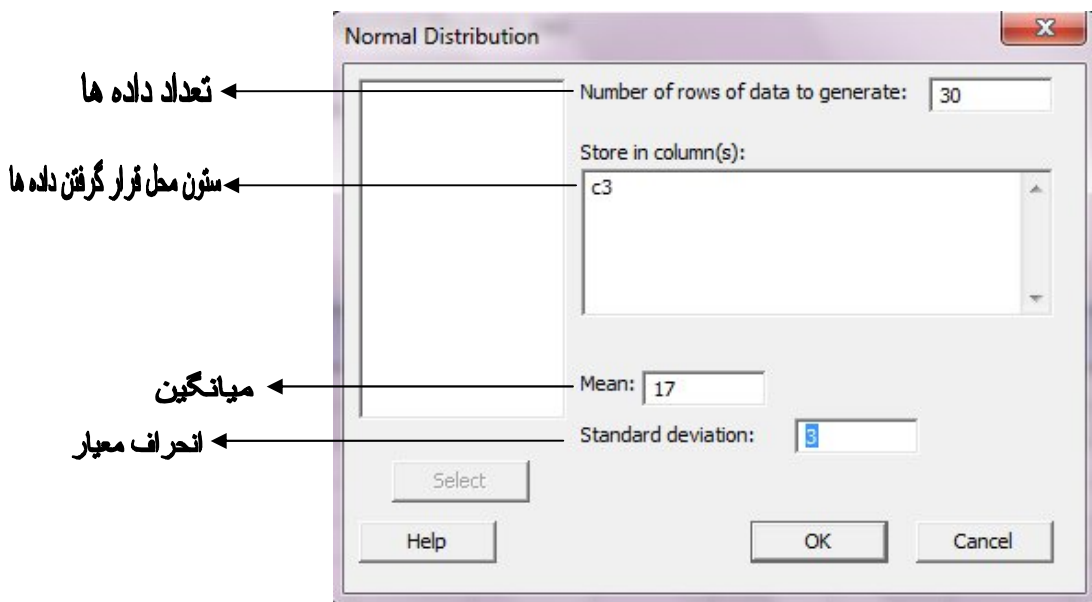 Normal Distribution
تعداد داده ها
Number of rows of data to generate: 30
Store in column(s):
ستون محل قرار گرفتن داده ها
c3
میانگین
Mean: 17
انحراف معیار
Standard deviation: 3
Select
Help
OK
Cancel